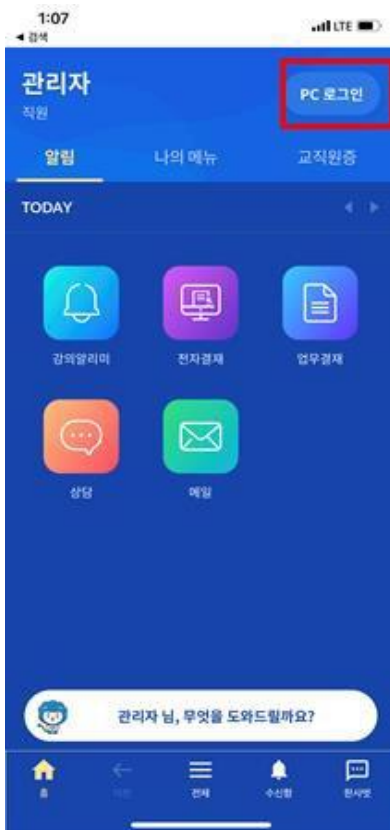 1:07
LTE
◀ 검색
관리자
직원
PC 로그인
알림 나의 메뉴 교직원증
TODAY
강의알리미 전자결재 업무결재
상담 메일
관리자 님, 무엇을 도와드릴까요?
홈 전체 수신함